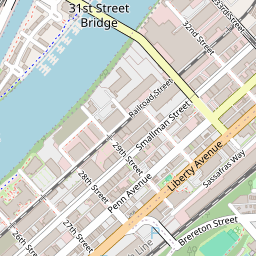 31st Street
Bridge
33rd Street
32nd Street
Railroad Street
Smallman Street
Liberty Avenue
29th Street
Sassafras Way
28th Street
Penn Avenue
27th Street
Brereton Street
26th Street
Line